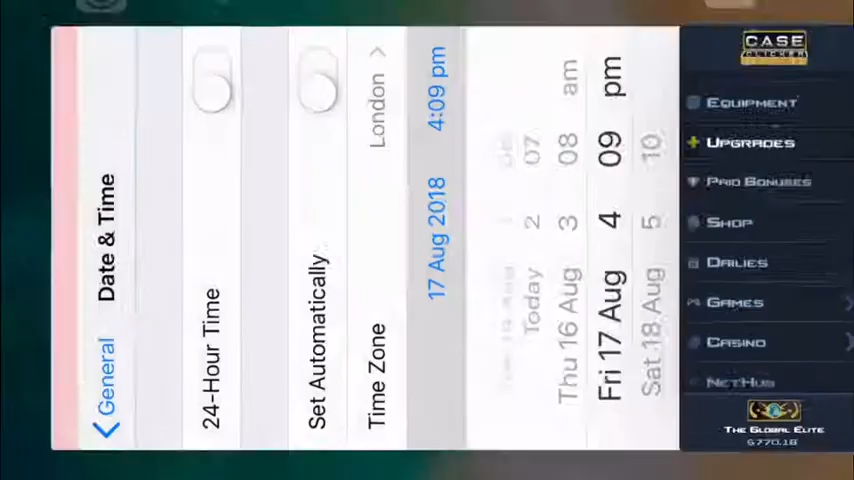 General
Date & Time
24-Hour Time
Set Automatically
Time Zone
London
17 Aug 2018
4:09 pm
07
Today
2
Thu 16 Aug
3
08
am
Fri 17 Aug
4
09
pm
Sat 18 Aug
5
10
CASE
CLICKER
EQUIPMENT
UPGRADES
PAID BONUSES
SHOP
DAILIES
GAMES
CASINO
NETHUB
THE GLOBAL ELITE
$770.18